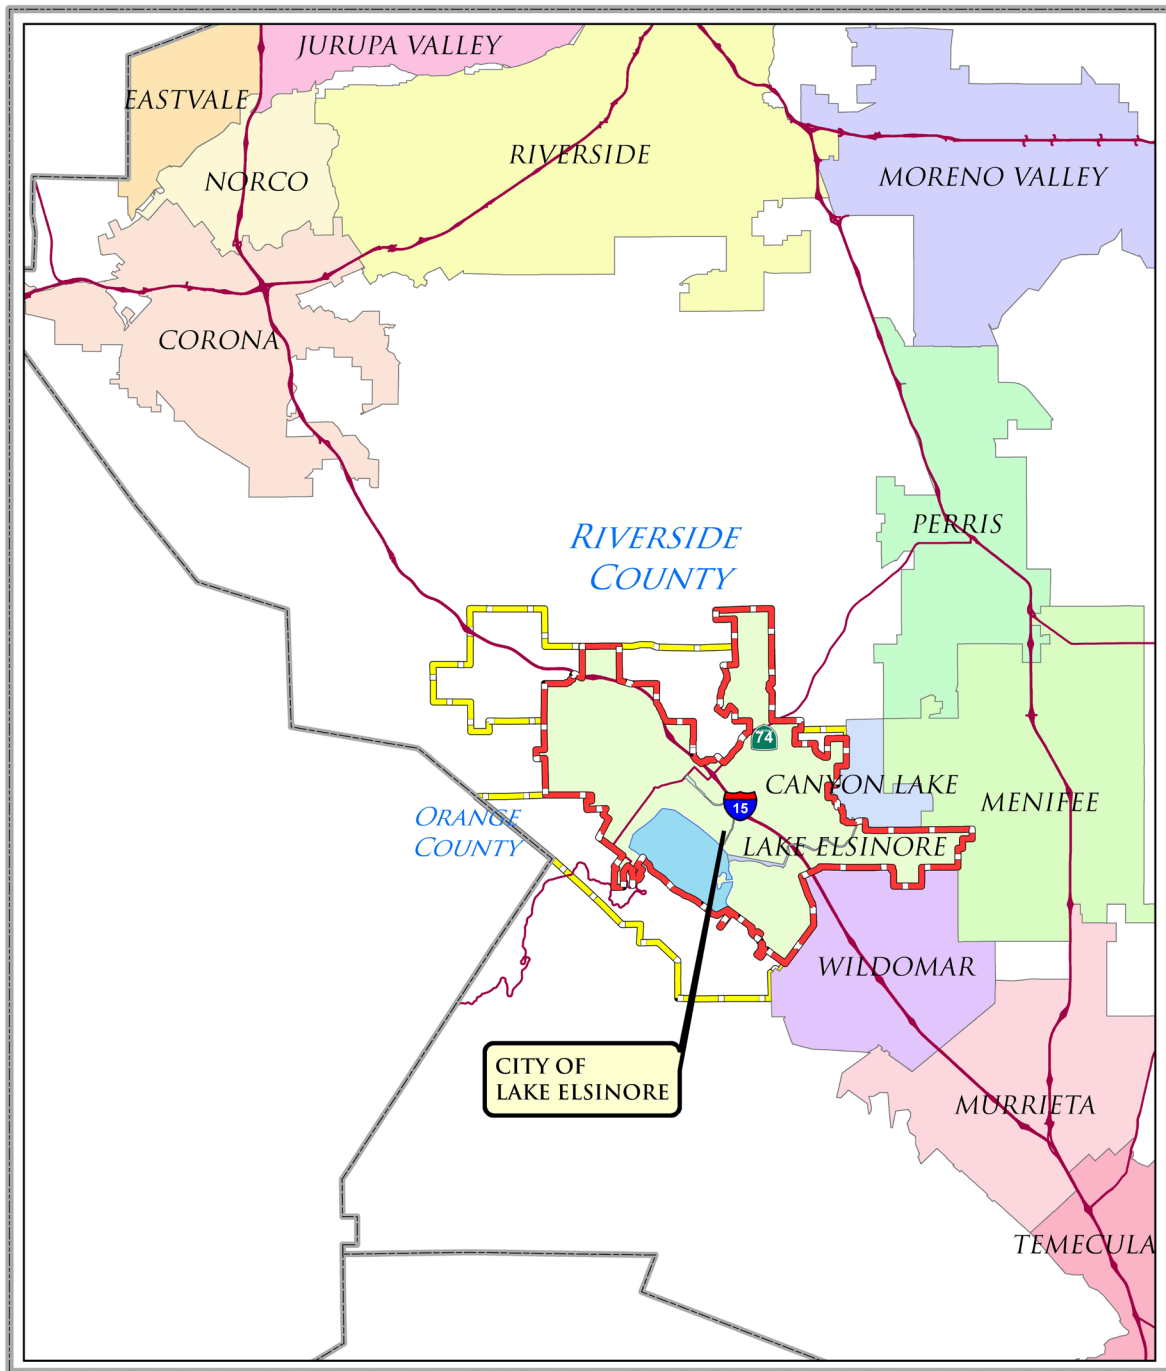 JURUPA VALLEY
EASTVALE
RIVERSIDE
NORCO
MORENO VALLEY
CORONA
PERRIS
RIVERSIDE
COUNTY
74
CANYON LAKE
MENIFEE
15
ORANGE
COUNTY
LAKE ELSINORE
WILDOMAR
CITY OF
LAKE ELSINORE
MURRIETA
TEMECULA